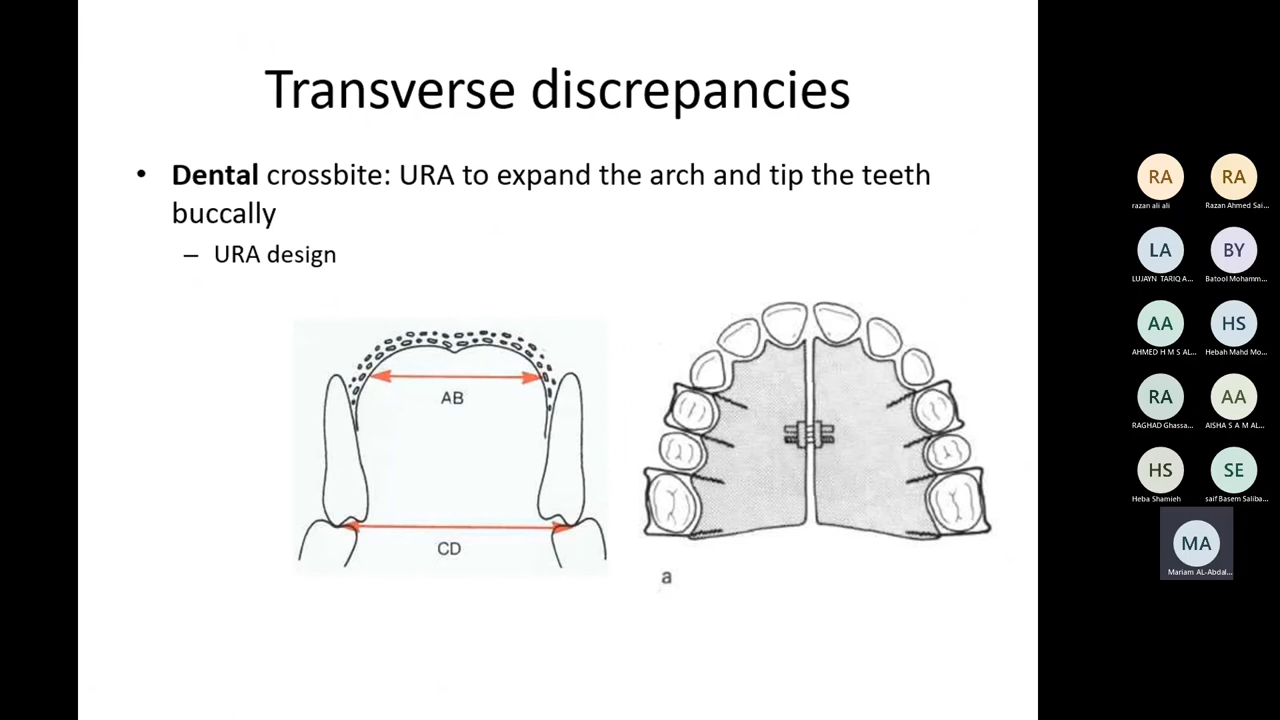 Transverse discrepancies
• Dental crossbite: URA to expand the arch and tip the teeth
buccally
– URA design
AB
CD
a
RA
razan ali ali
RA
Razan Ahmed Sai...
LA
LUJAYN TARIQ A...
BY
Batool Mohamm...
AA
AHMED H M S AL...
HS
Hebah Mahd Mo...
RA
RAGHAD Ghassa...
AA
AISHA S A M AL...
HS
Heba Shamieh
SE
saif Basem Saliba...
MA
Mariam AL-Abdal...